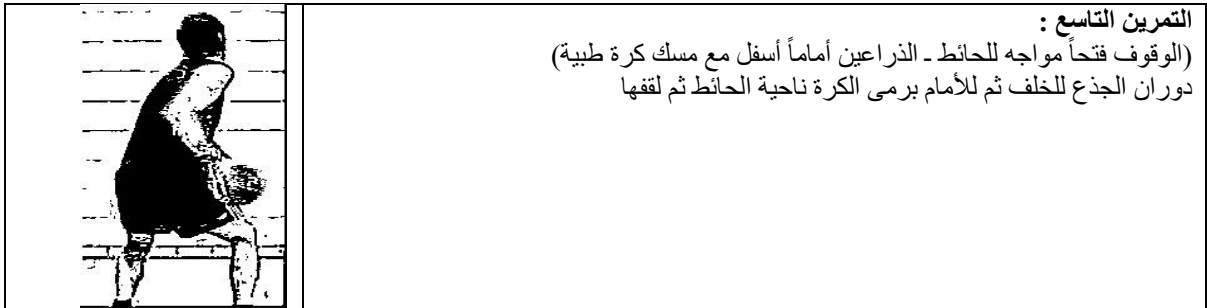 التمرين التاسع :
(الوقوف فتحاً مواجه للحائط ـ الذراعين أماماً أسفل مع مسك كرة طبية)
دوران الجذع للخلف ثم للأمام برمى الكرة ناحية الحائط ثم لقفها